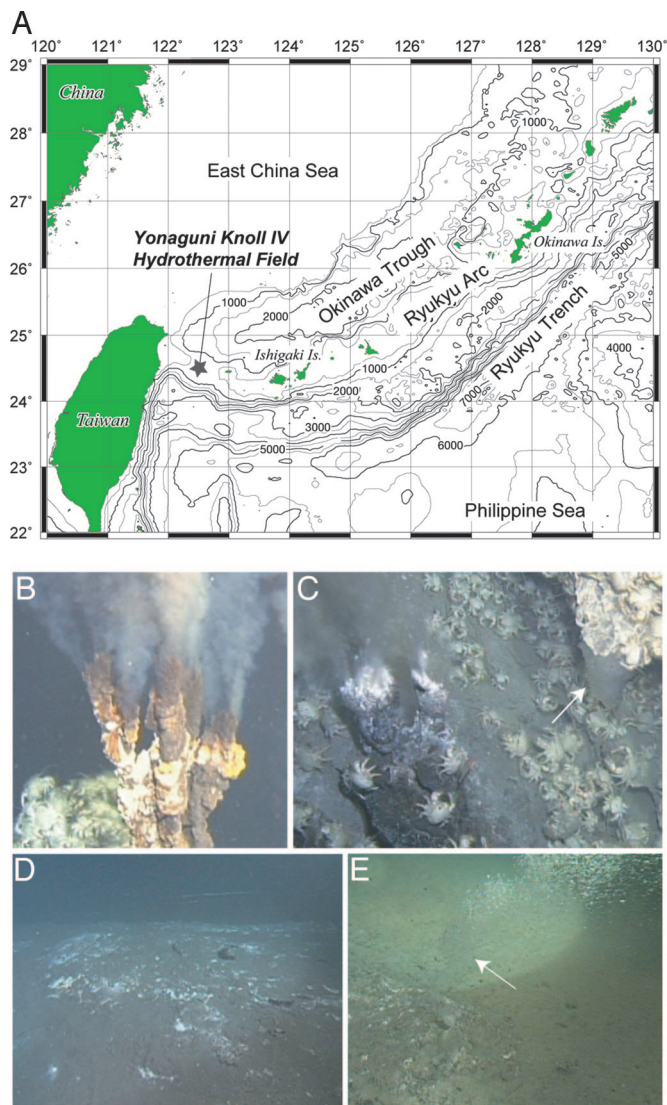 A
120° 121° 122° 123° 124° 125° 126° 127° 128° 129° 130°
29°
China
28°
1000
East China Sea
27°
Yonaguni Knoll IV
Hydrothermal Field
Okinawa Trough
Okinawa Is.
5000
26°
Ryukyu Arc
1000
2000
2000
Ryukyu Trench
25°
Ishigaki Is.
1000
4000
24°
2000
7000
Taiwan
3000
6000
23°
5000
22°
Philippine Sea
B
C
D
E